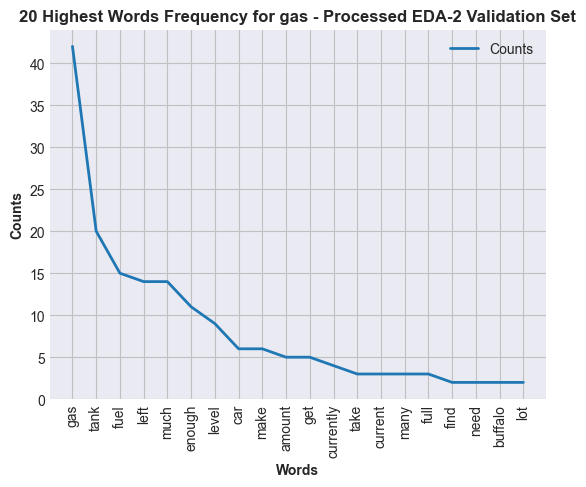 20 Highest Words Frequency for gas - Processed EDA-2 Validation Set
Counts
Counts
40
35
30
25
20
15
10
5
0
gas
tank
fuel
left
much
enough
level
car
make
amount
get
currently
take
current
many
full
find
need
buffalo
lot
Words